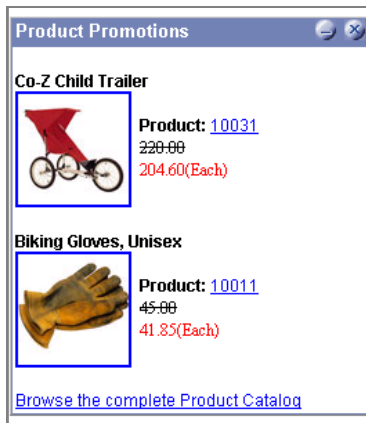 Product Promotions
Co-Z Child Trailer
Product: 10031
220.00
204.60(Each)
Biking Gloves, Unisex
Product: 10011
45.00
41.85(Each)
Browse the complete Product Catalog